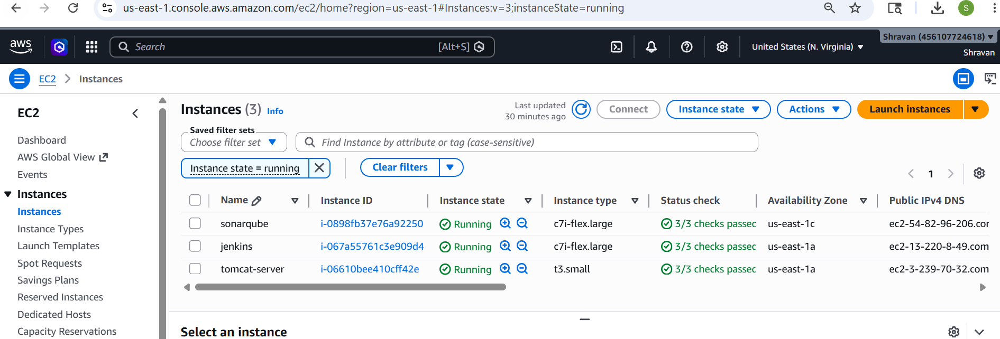 us-east-1.console.aws.amazon.com/ec2/home?region=us-east-1#Instances:v=3;instanceState=running
S
aws
Search
[Alt+S]
United States (N. Virginia)
Shravan (456107724618)
Shravan
EC2
Instances
EC2
Dashboard
AWS Global View
Events
Instances
Instances
Instance Types
Launch Templates
Spot Requests
Savings Plans
Reserved Instances
Dedicated Hosts
Capacity Reservations
Instances (3) Info
Last updated
30 minutes ago
Connect
Instance state
Actions
Launch instances
Saved filter sets
Choose filter set
Find Instance by attribute or tag (case-sensitive)
Instance state = running
Clear filters
1
Name Instance ID Instance state Instance type Status check Availability Zone Public IPv4 DNS
sonarqube i-0898fb37e76a92250 Running c7i-flex.large 3/3 checks passed us-east-1c ec2-54-82-96-206.cor
jenkins i-067a55761c3e909d4 Running c7i-flex.large 3/3 checks passed us-east-1a ec2-13-220-8-49.com
tomcat-server i-06610bee410cff42e Running t3.small 3/3 checks passed us-east-1a ec2-3-239-70-32.com
Select an instance